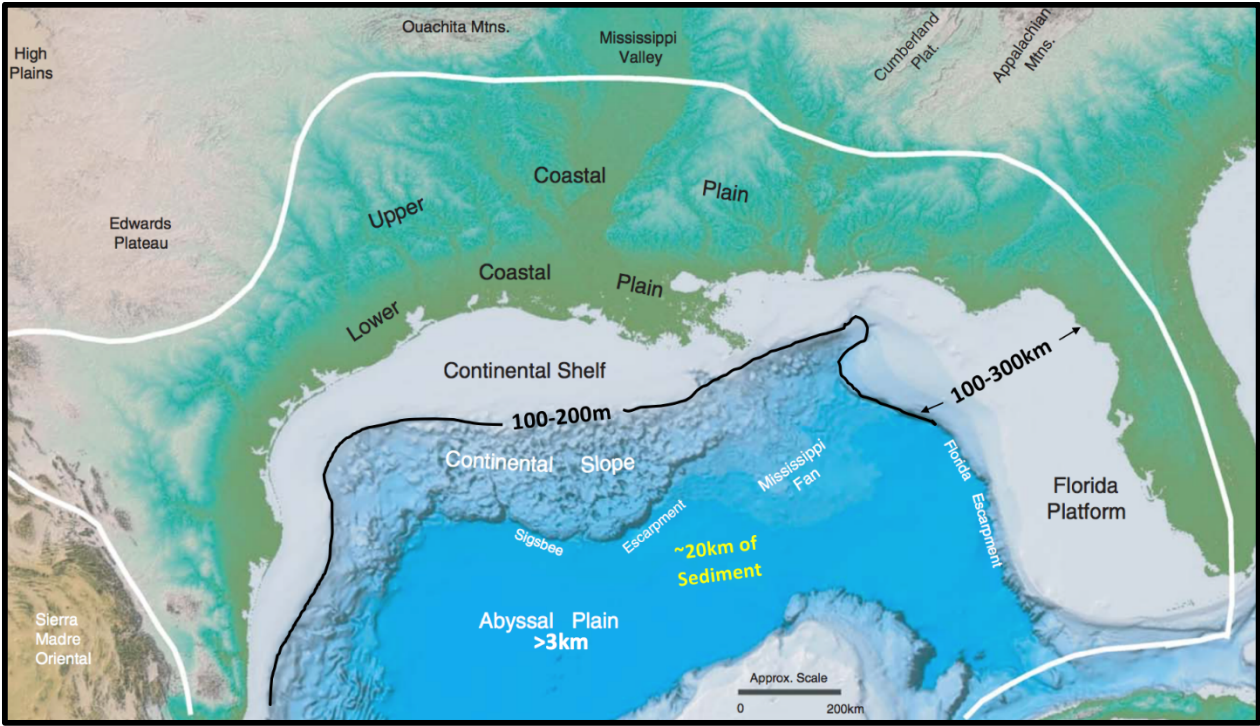 Ouachita Mtns.
Mississippi
Valley
Cumberland
Plat.
Appalachian
Mtns.
High
Plains
Coastal
Plain
Upper
Edwards
Plateau
Coastal
Plain
Lower
Continental Shelf
100-200m
100-300km
Continental Slope
Mississippi
Fan
Florida Escarpment
Florida
Platform
Sigsbee Escarpment
~20km of
Sediment
Abyssal Plain
>3km
Sierra
Madre
Oriental
Approx. Scale
0 200km